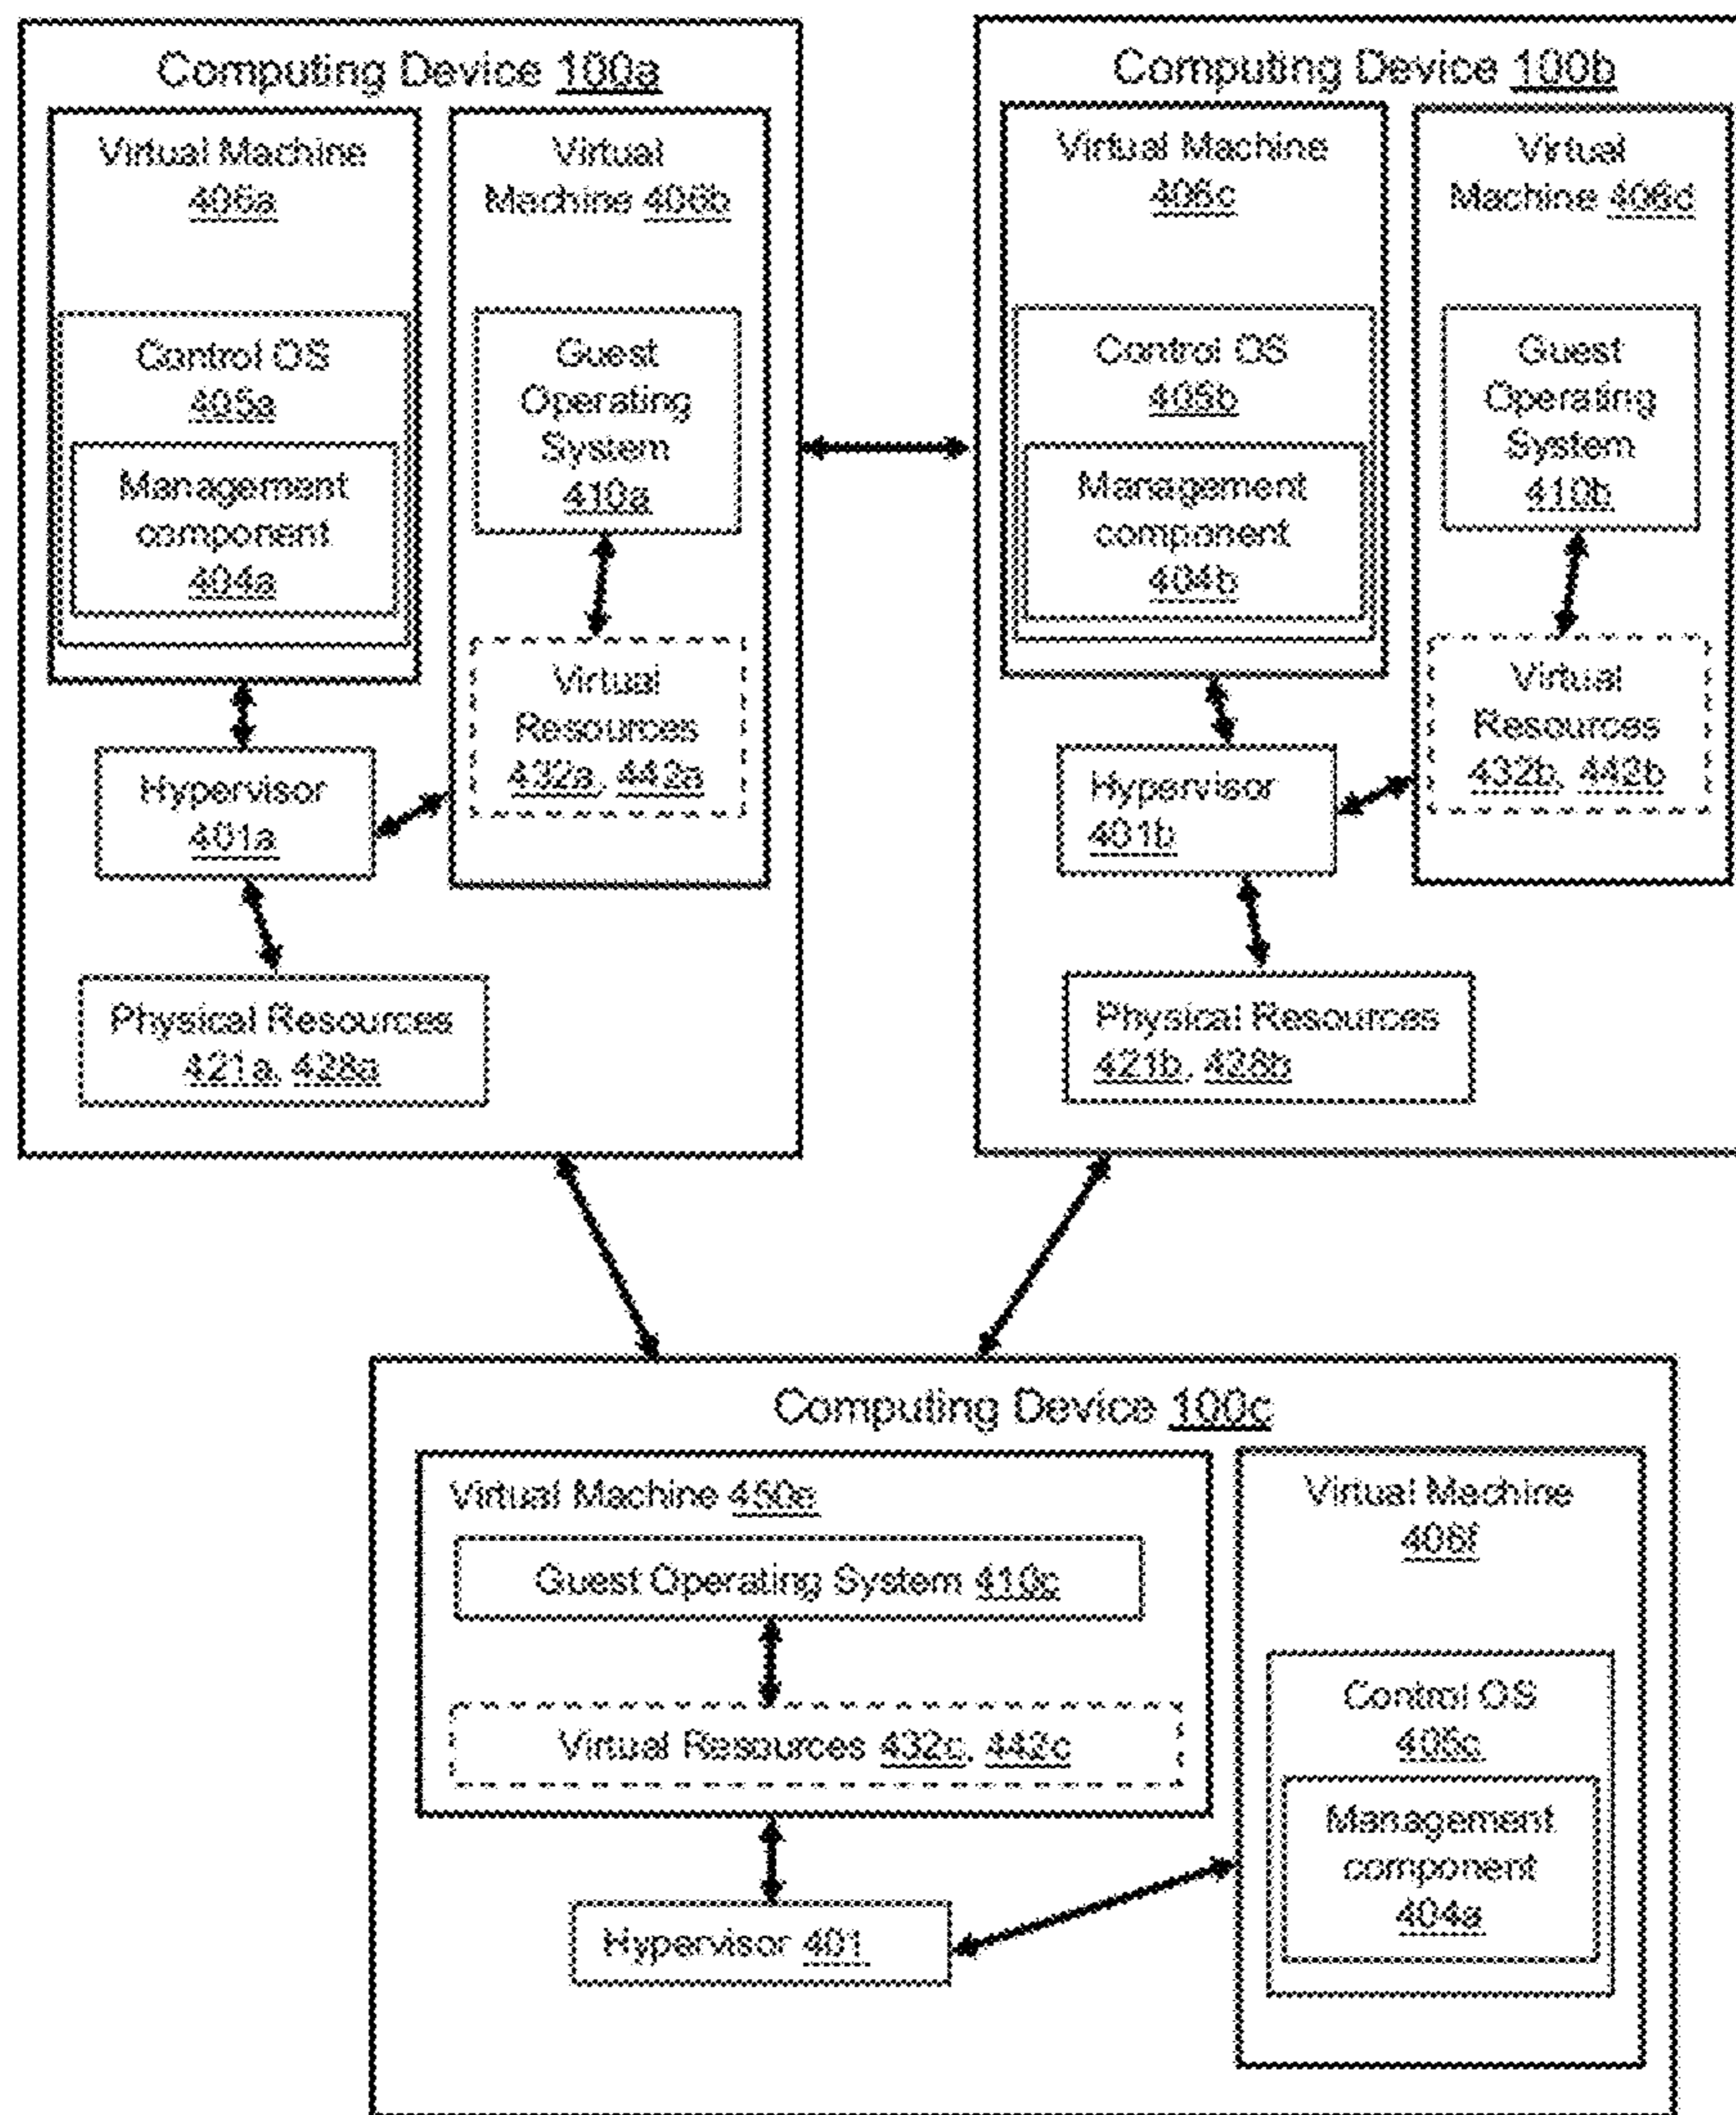 Computing Device 100a
Virtual Machine
406a
Control OS
405a
Management
component
404a
Virtual
Machine 406b
Guest
Operating
System
410a
Virtual
Resources
432a, 442a
Hypervisor
401a
Physical Resources
421a, 428a
Computing Device 100b
Virtual Machine
406c
Control OS
405b
Management
component
404b
Virtual
Machine 406d
Guest
Operating
System
410b
Virtual
Resources
432b, 442b
Hypervisor
401b
Physical Resources
421b, 428b
Computing Device 100c
Virtual Machine 450e
Guest Operating System 410c
Virtual Resources 432c, 442c
Hypervisor 401
Virtual Machine
406f
Control OS
405c
Management
component
404a